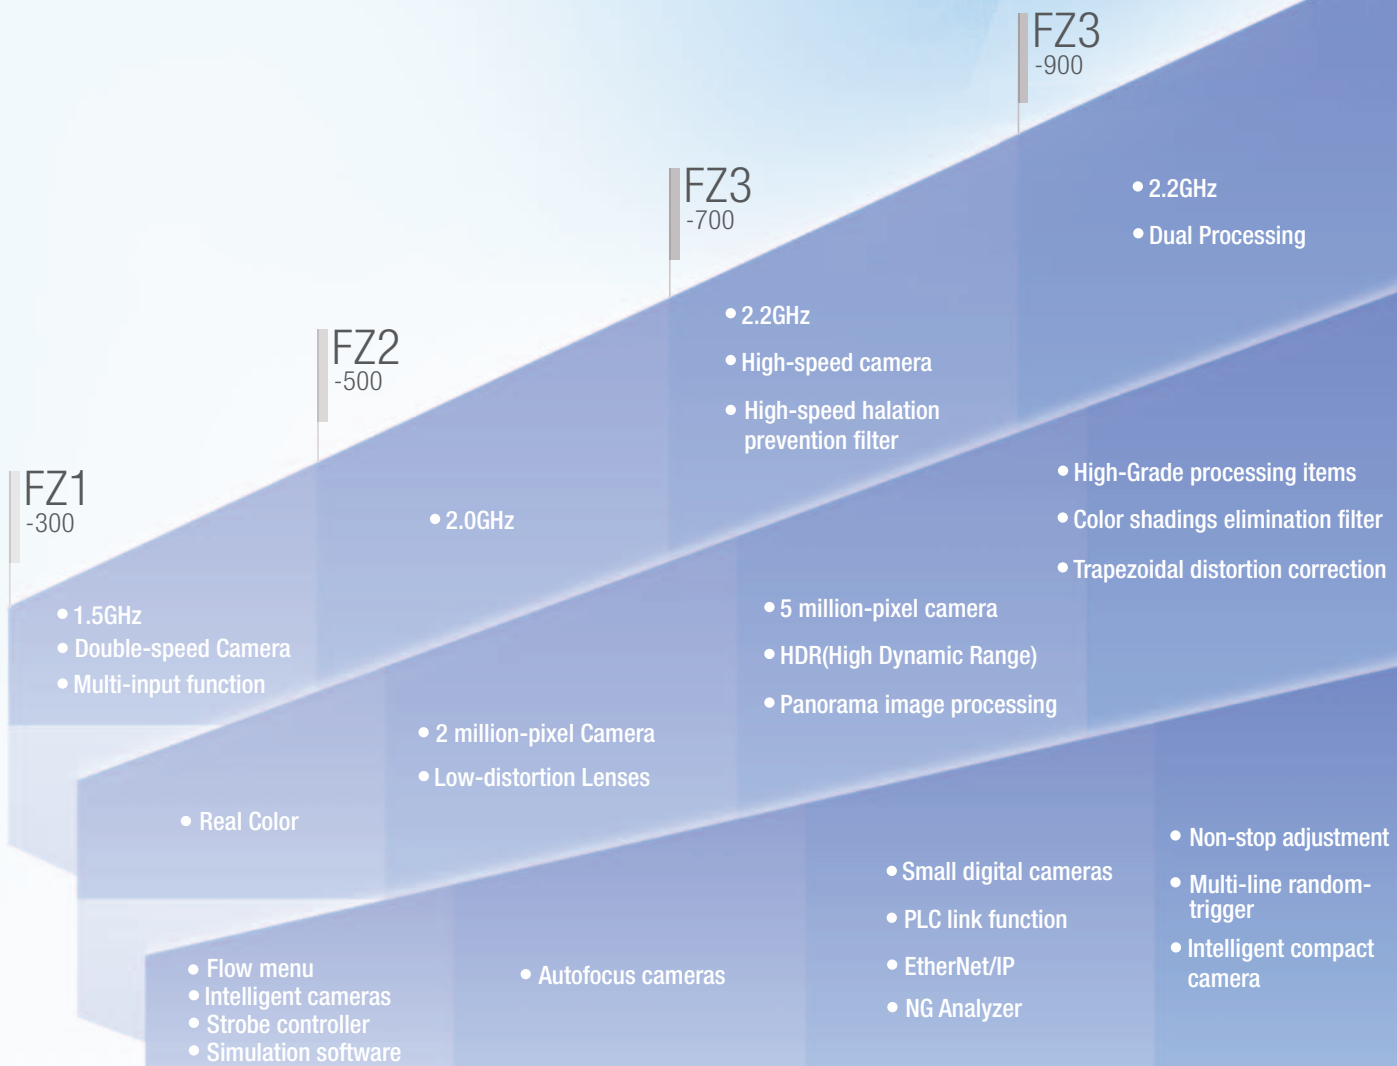 FZ3
-900
• 2.2GHz
• Dual Processing
FZ3
-700
• 2.2GHz
• High-speed camera
• High-speed halation
prevention filter
FZ2
-500
• 2.0GHz
FZ1
-300
• 1.5GHz
• Double-speed Camera
• Multi-input function
• High-Grade processing items
• Color shadings elimination filter
• Trapezoidal distortion correction
• 5 million-pixel camera
• HDR(High Dynamic Range)
• Panorama image processing
• 2 million-pixel Camera
• Low-distortion Lenses
• Real Color
• Non-stop adjustment
• Multi-line random-
trigger
• Intelligent compact
camera
• Small digital cameras
• PLC link function
• EtherNet/IP
• NG Analyzer
• Autofocus cameras
• Flow menu
• Intelligent cameras
• Strobe controller
• Simulation software